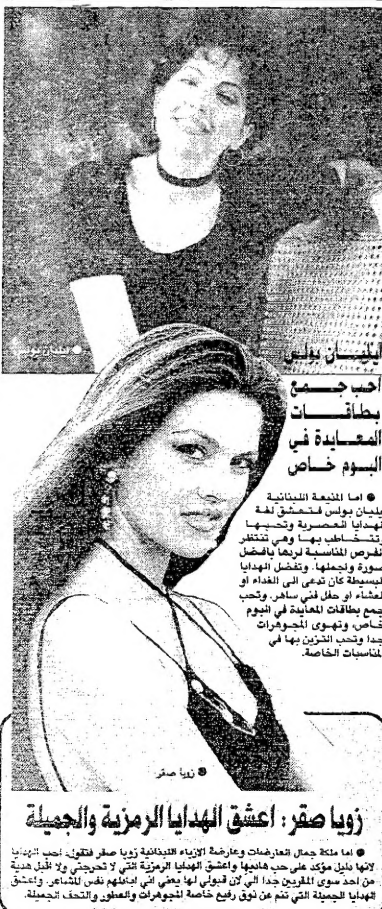 ليليان بولس
ليليان بولس
احب جمع
بطاقات
المعايدة في
البوم خاص
● اما المذيعة اللبنانية
ليليان بولس فتعشق لغة
الهدايا العصرية وتحبها
وتتخاطب بها وهي تنتظر
الفرص المناسبة لردها بافضل
صورة واجملها. وتفضل الهدايا
البسيطة كان تدعى الى الغداء او
العشاء او حفل فني ساهر. وتحب
جمع بطاقات المعايدة في البوم
خاص، وتهوى المجوهرات
جدا وتحب التزين بها في
المناسبات الخاصة.
زويا صقر
زويا صقر: اعشق الهدايا الرمزية والجميلة
● اما ملكة جمال العارضات وعارضة الازياء اللبنانية زويا صقر فتقول: احب الهدايا
لانها دليل مؤكد على حب هاديها واعشق الهدايا الرمزية التي لا تحرجني ولا اقبل هدية
من احد سوى المقربين جدا الي لان قبولي لها يعني اني ابادلهم نفس المشاعر. واعشق
الهدايا الجميلة التي تنم عن ذوق رفيع خاصة المجوهرات والعطور والتحف الجميلة.